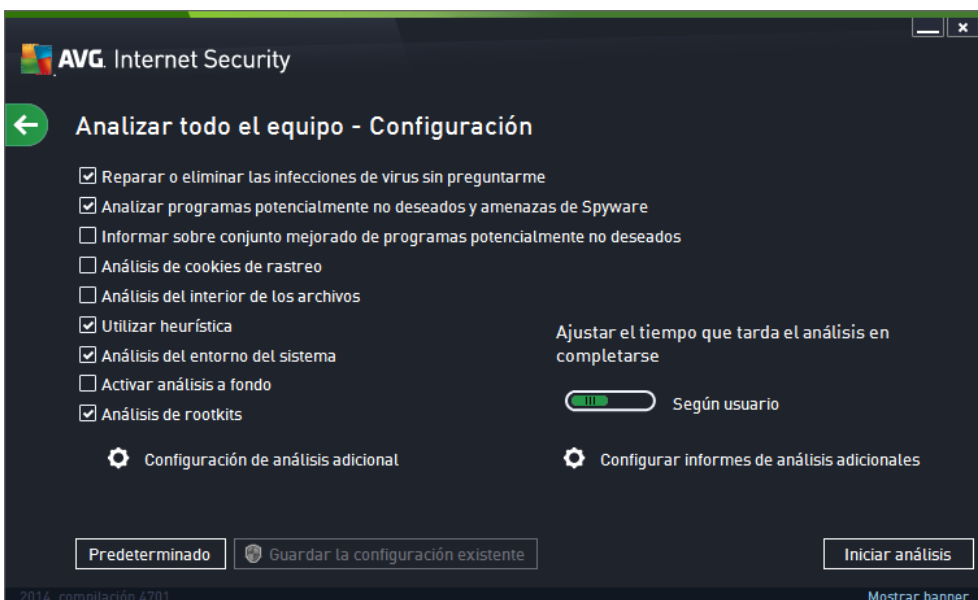 AVG. Internet Security
Analizar todo el equipo - Configuración
Reparar o eliminar las infecciones de virus sin preguntarme
Analizar programas potencialmente no deseados y amenazas de Spyware
Informar sobre conjunto mejorado de programas potencialmente no deseados
Análisis de cookies de rastreo
Análisis del interior de los archivos
Utilizar heurística
Análisis del entorno del sistema
Activar análisis a fondo
Análisis de rootkits
Ajustar el tiempo que tarda el análisis en
completarse
Según usuario
Configuración de análisis adicional
Configurar informes de análisis adicionales
Predeterminado
Guardar la configuración existente
Iniciar análisis
2014, compilación 4701
Mostrar banner